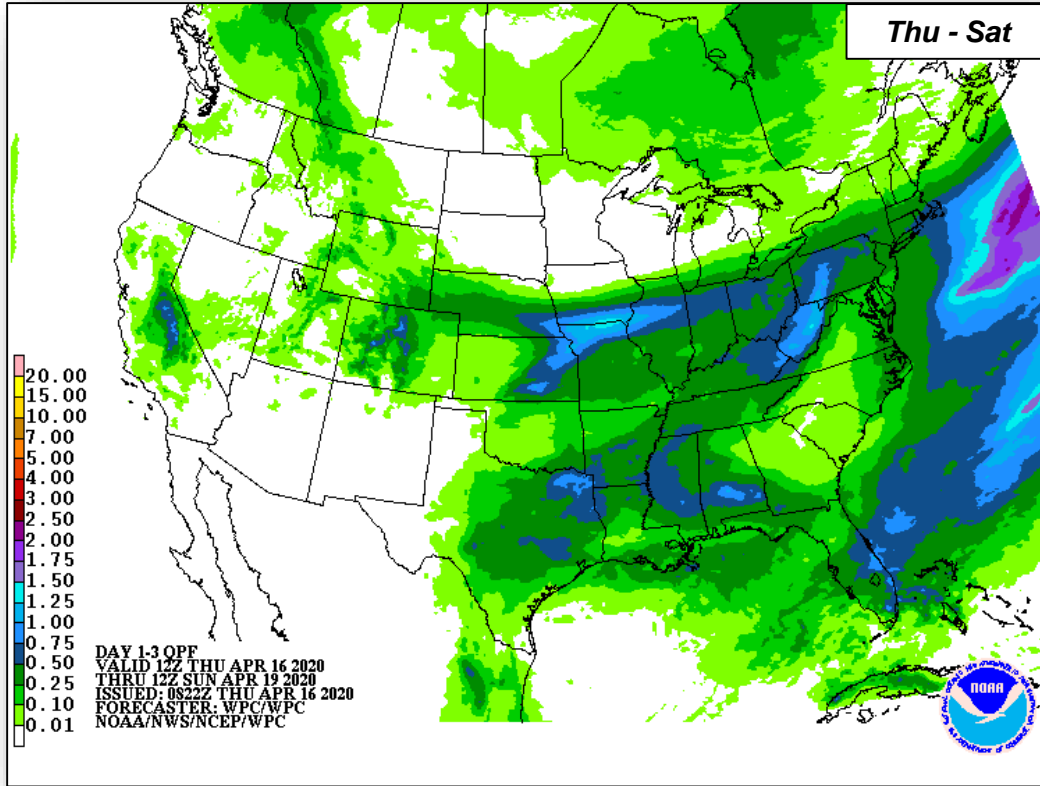 Thu - Sat
20.00
15.00
10.00
7.00
5.00
4.00
3.00
2.50
2.00
1.75
1.50
1.25
1.00
0.75
0.50
0.25
0.10
0.01
DAY 1-3 QPF
VALID 12Z THU APR 16 2020
THRU 12Z SUN APR 19 2020
ISSUED: 0822Z THU APR 16 2020
FORECASTER: WPC/WPC
NOAA/NWS/NCEP/WPC
NOAA